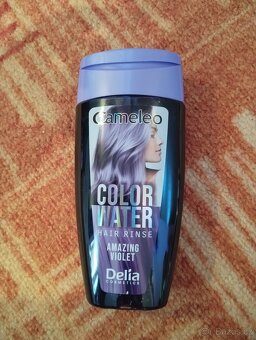 Cameleo
COLOR
WATER
HAIR RINSE
AMAZING
VIOLET
Delia
COSMETICS